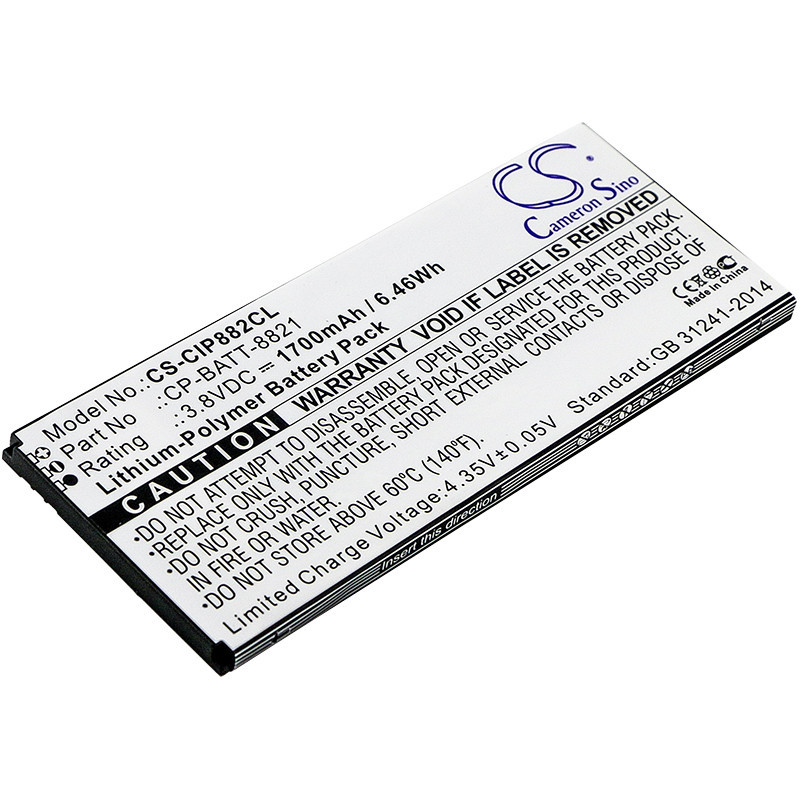 CS
Cameron Sino
Model No.: CS-CIP882CL
Part No : CP-BATT-8821
Rating : 3.8VDC = 1700mAh / 6.46Wh
Lithium-Polymer Battery Pack
Made In China
CAUTION
WARRANTY VOID IF ANY LABEL IS REMOVED
DO NOT ATTEMPT TO DISASSEMBLE, OPEN OR SERVICE BATTERY PACK,
REPLACE ONLY WITH THE BATTERY PACK DESIGNATED FOR YOUR PRODUCT
DO NOT CRUSH, PUNCTURE, SHORT EXTERNAL CONTACTS OR DISPOSE OF
IN FIRE OR WATER.
DO NOT STORE ABOVE 60°C (140°F).
Limited Charge Voltage: 4.35V±0.05V
Standard:GB 31241-2014
Insert this direction